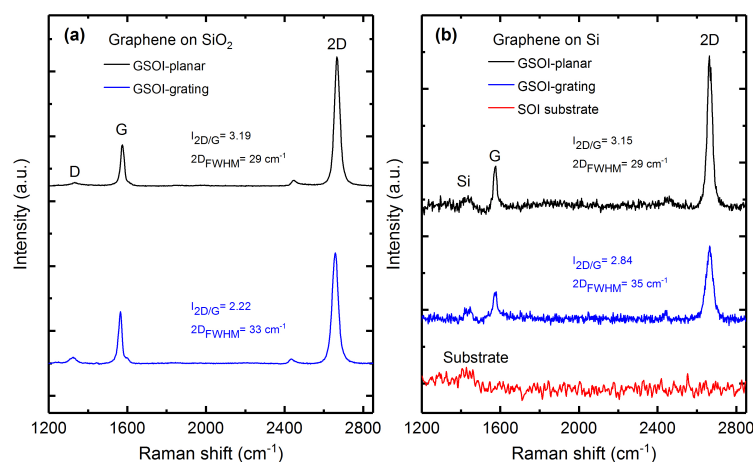 (a)
Graphene on SiO2
GSOI-planar
GSOI-grating
2D
G
D
I2D/G= 3.19
2DFWHM= 29 cm-1
I2D/G= 2.22
2DFWHM= 33 cm-1
Intensity (a.u.)
1200 1600 2000 2400 2800
Raman shift (cm-1)
(b)
Graphene on Si
GSOI-planar
GSOI-grating
SOI substrate
2D
G
Si
I2D/G= 3.15
2DFWHM= 29 cm-1
I2D/G= 2.84
2DFWHM= 35 cm-1
Substrate
Intensity (a.u.)
1200 1600 2000 2400 2800
Raman shift (cm-1)